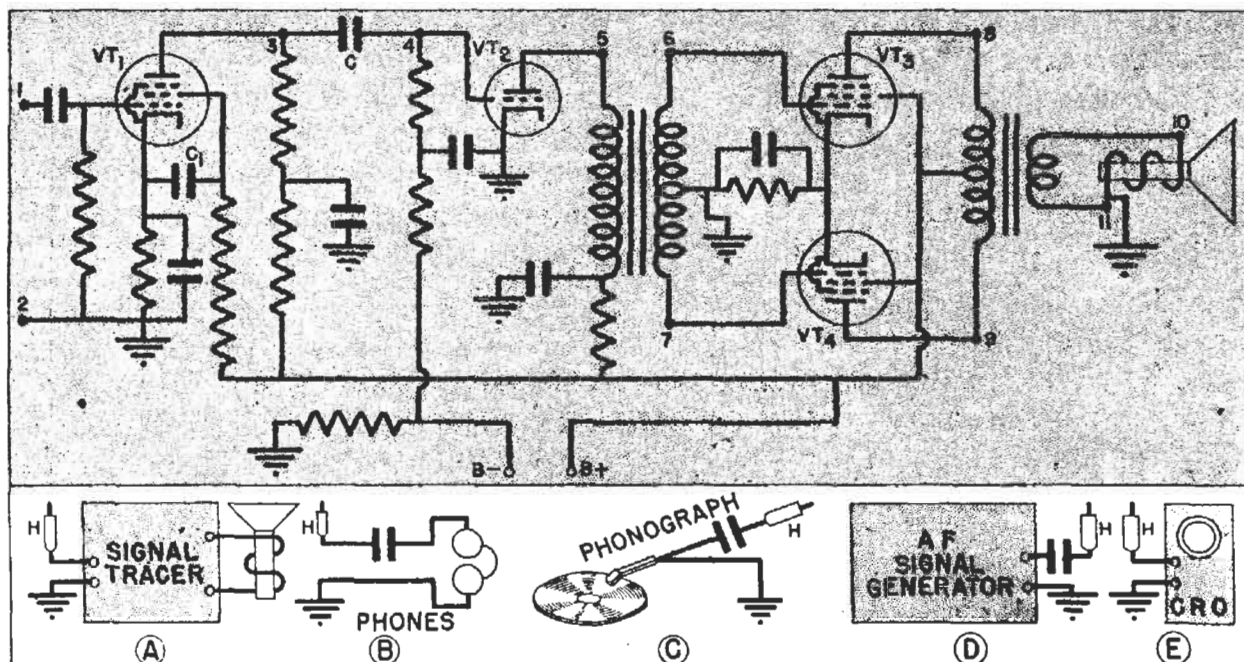 VT1
3
C
4
VT2
5
6
VT3
8
1
C1
10
11
2
7
VT4
9
B-
B+
H
SIGNAL
TRACER
A
H
PHONES
B
PHONOGRAPH
H
C
A F
SIGNAL
GENERATOR
H
D
H
CRO
E